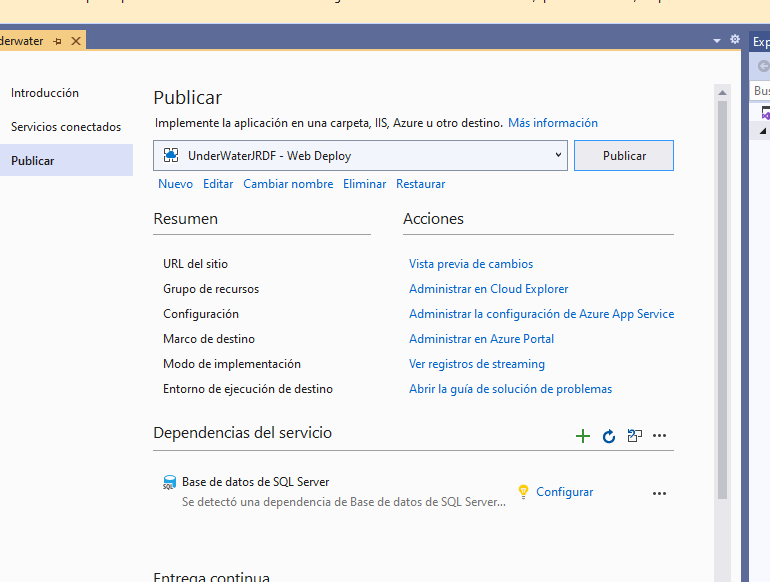 derwater
Exp
Introducción
Servicios conectados
Publicar
Bus
Publicar
Implemente la aplicación en una carpeta, IIS, Azure u otro destino. Más información
UnderWaterJRDF - Web Deploy
Publicar
Nuevo Editar Cambiar nombre Eliminar Restaurar
Resumen
URL del sitio
Grupo de recursos
Configuración
Marco de destino
Modo de implementación
Entorno de ejecución de destino
Acciones
Vista previa de cambios
Administrar en Cloud Explorer
Administrar la configuración de Azure App Service
Administrar en Azure Portal
Ver registros de streaming
Abrir la guía de solución de problemas
Dependencias del servicio
SQL
Base de datos de SQL Server
Se detectó una dependencia de Base de datos de SQL Server...
Configurar
Entrega continua